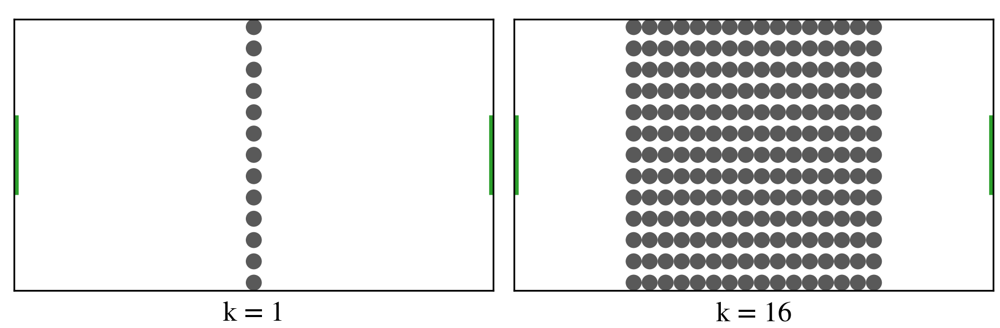 k = 1
k = 16